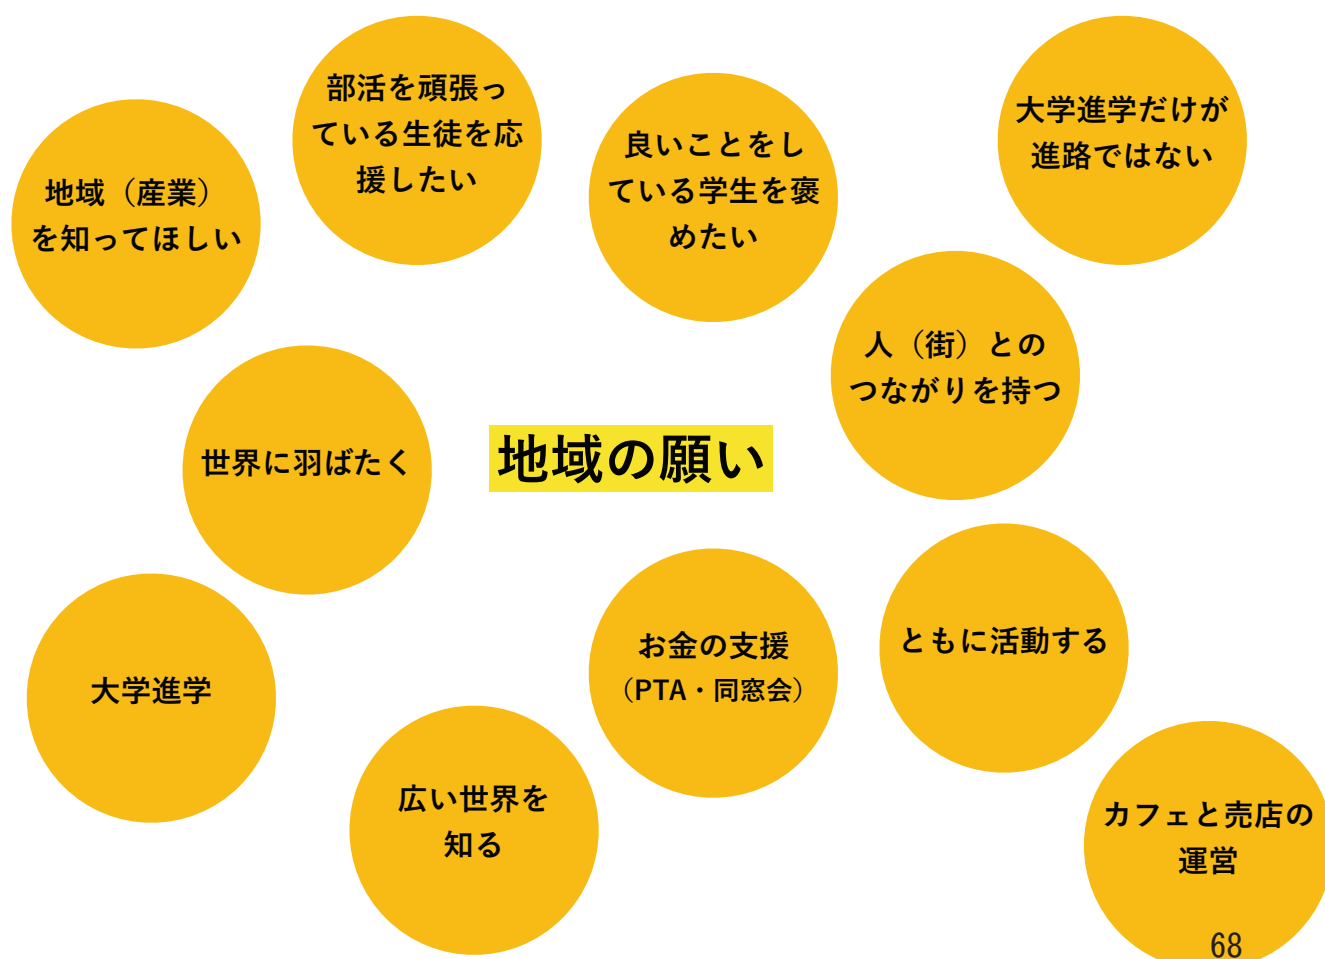 部活を頑張っ
ている生徒を応
援したい
大学進学だけが
進路ではない
良いことをし
ている学生を褒
めたい
地域（産業）
を知ってほしい
人（街）との
つながりを持つ
世界に羽ばたく
地域の願い
お金の支援
（PTA・同窓会）
ともに活動する
大学進学
広い世界を
知る
カフェと売店の
運営
68